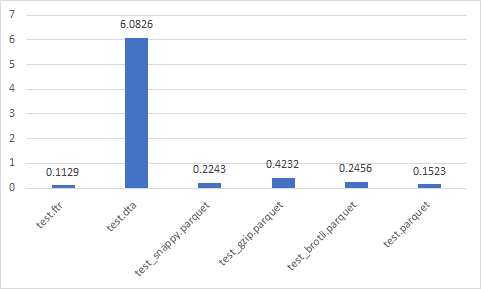 7
6
5
4
3
2
1
0
0.1129
6.0826
0.2243
0.4232
0.2456
0.1523
test.ftr
test.dta
test_snappy.parquet
test_gzip.parquet
test_brotli.parquet
test.parquet